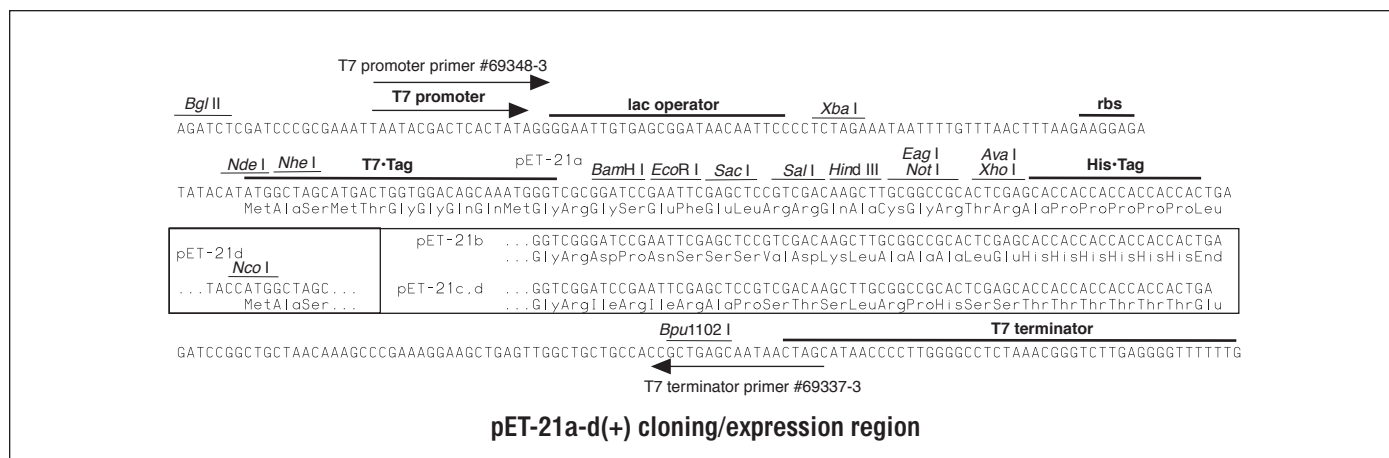 T7 promoter primer #69348-3
Bgl II
T7 promoter
lac operator
Xba I
rbs
AGATCTCGATCCCGCGAAATTAATACGACTCACTATAGGGGAATTGTGAGCGGATAACAATTCCCCTCTAGAAATAATTTTGTTTAACTTTAAGAAGGAGA
Nde I
Nhe I
T7•Tag
pET-21a
BamH I
EcoR I
Sac I
Sal I
Hind III
Eag I
Not I
Ava I
Xho I
His•Tag
TATACATATGGCTAGCATGACTGGTGGACAGCAAATGGGTCGCGGATCCGAATTCGAGCTCCGTCGACAAGCTTGCGGCCGCACTCGAGCACCACCACCACCACCACTGA
MetAlaSerMetThrGlyGlyGlnGlnMetGlyArgGlySerGluPheGluLeuArgArgGlnAlaCysGlyArgThrArgAlaProProProProProLeu
pET-21d
Nco I
...TACCATGGCTAGC...
MetAlaSer...
pET-21b
...GGTCGGGATCCGAATTCGAGCTCCGTCGACAAGCTTGCGGCCGCACTCGAGCACCACCACCACCACCACTGA
GlyArgAspProAsnSerSerSerValAspLysLeuAlaAlaAlaLeuGluHisHisHisHisHisHisEnd
pET-21c,d
...GGTCGGATCCGAATTCGAGCTCCGTCGACAAGCTTGCGGCCGCACTCGAGCACCACCACCACCACCACTGA
GlyArgIleArgIleArgAlaProSerThrSerLeuArgProHisSerSerThrThrThrThrThrThrGlu
Bpu1102 I
T7 terminator
GATCCGGCTGCTAACAAAGCCCGAAAGGAAGCTGAGTTGGCTGCTGCCACCGCTGAGCAATAACTAGCATAACCCCTTGGGGCCTCTAAACGGGTCTTGAGGGGTTTTTTG
T7 terminator primer #69337-3
pET-21a-d(+) cloning/expression region